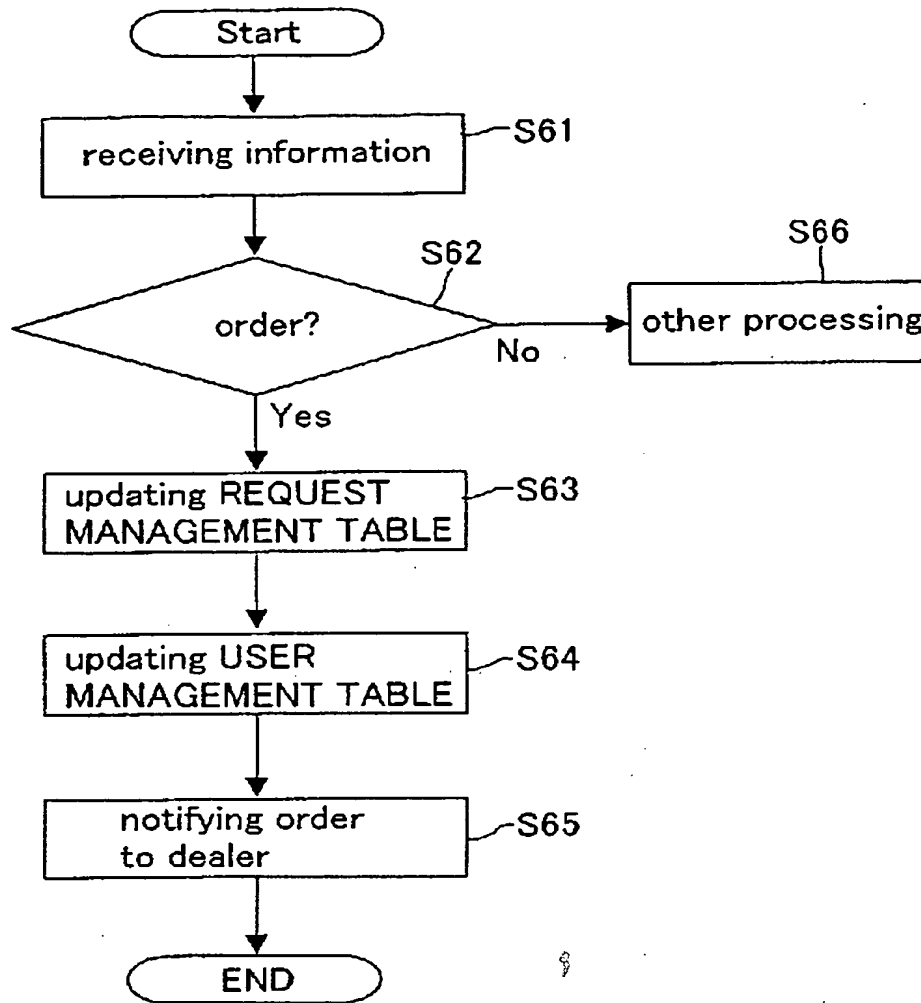 Start
receiving information
S61
S62
order?
No
S66
other processing
Yes
updating REQUEST
MANAGEMENT TABLE
S63
updating USER
MANAGEMENT TABLE
S64
notifying order
to dealer
S65
END